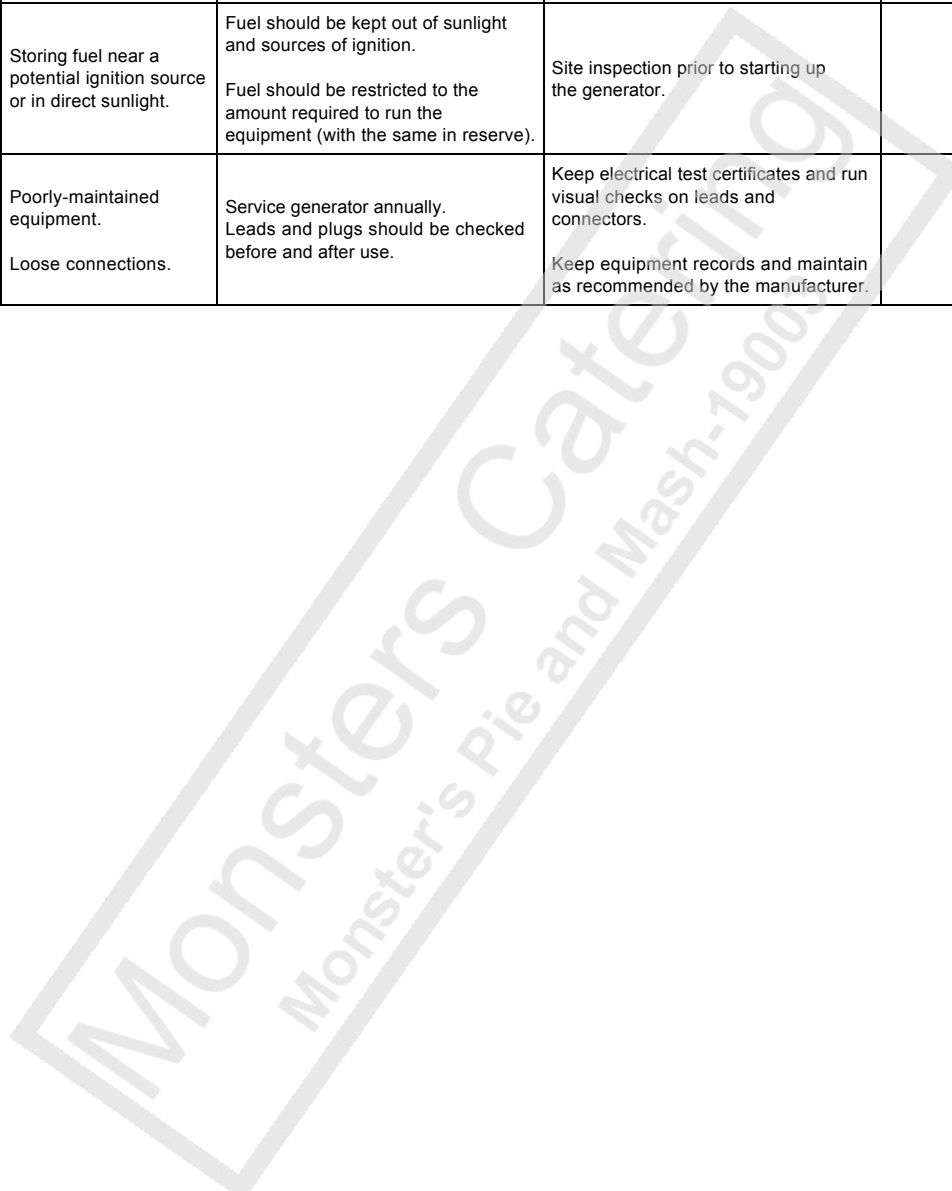 Storing fuel near a
potential ignition source
or in direct sunlight.
Fuel should be kept out of sunlight
and sources of ignition.
Fuel should be restricted to the
amount required to run the
equipment (with the same in reserve).
Site inspection prior to starting up
the generator.
Poorly-maintained
equipment.
Loose connections.
Service generator annually.
Leads and plugs should be checked
before and after use.
Keep electrical test certificates and run
visual checks on leads and
connectors.
Keep equipment records and maintain
as recommended by the manufacturer.
Monsters Catering
Monster's Pie and Mash-19003